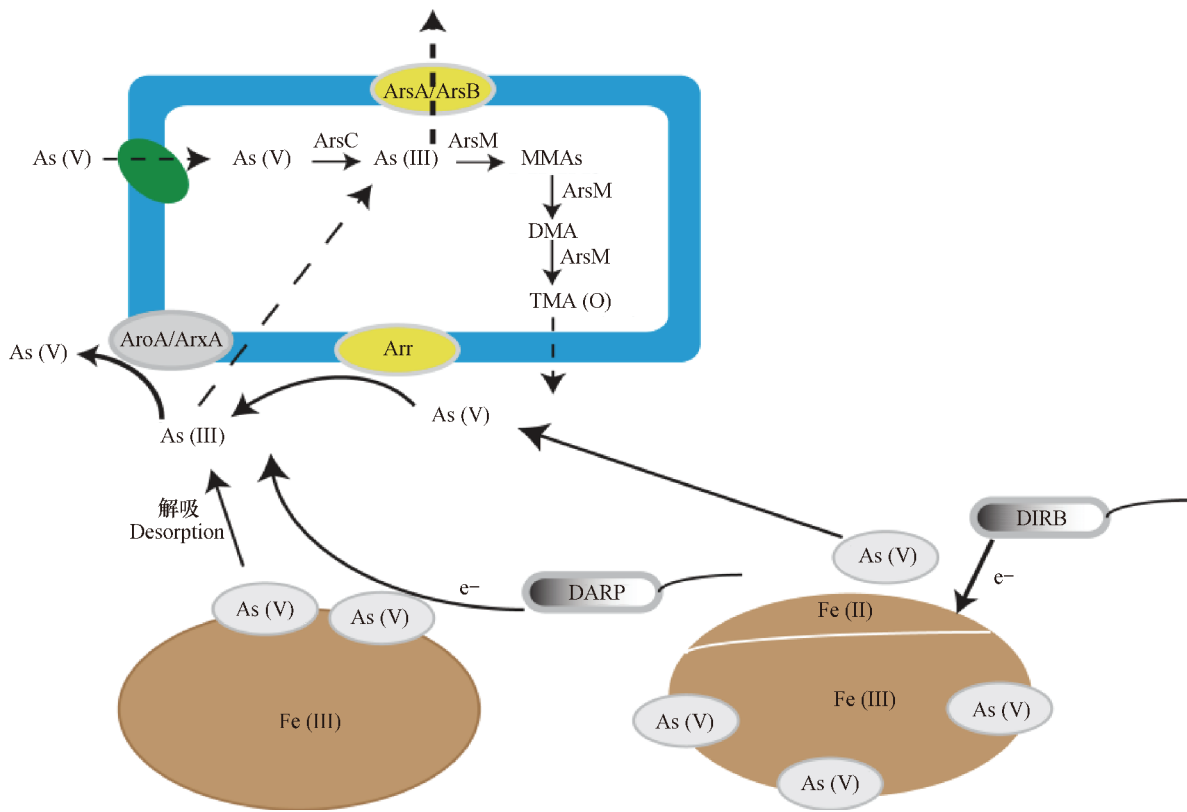 ArsA/ArsB
As (V)
As (V)
ArsC
As (III)
ArsM
MMAs
ArsM
DMA
ArsM
TMA (O)
AroA/ArxA
Arr
As (V)
As (III)
As (V)
解吸
Desorption
As (V)
As (V)
e−
DARP
Fe (III)
As (V)
DIRB
e−
Fe (II)
Fe (III)
As (V)
As (V)
As (V)